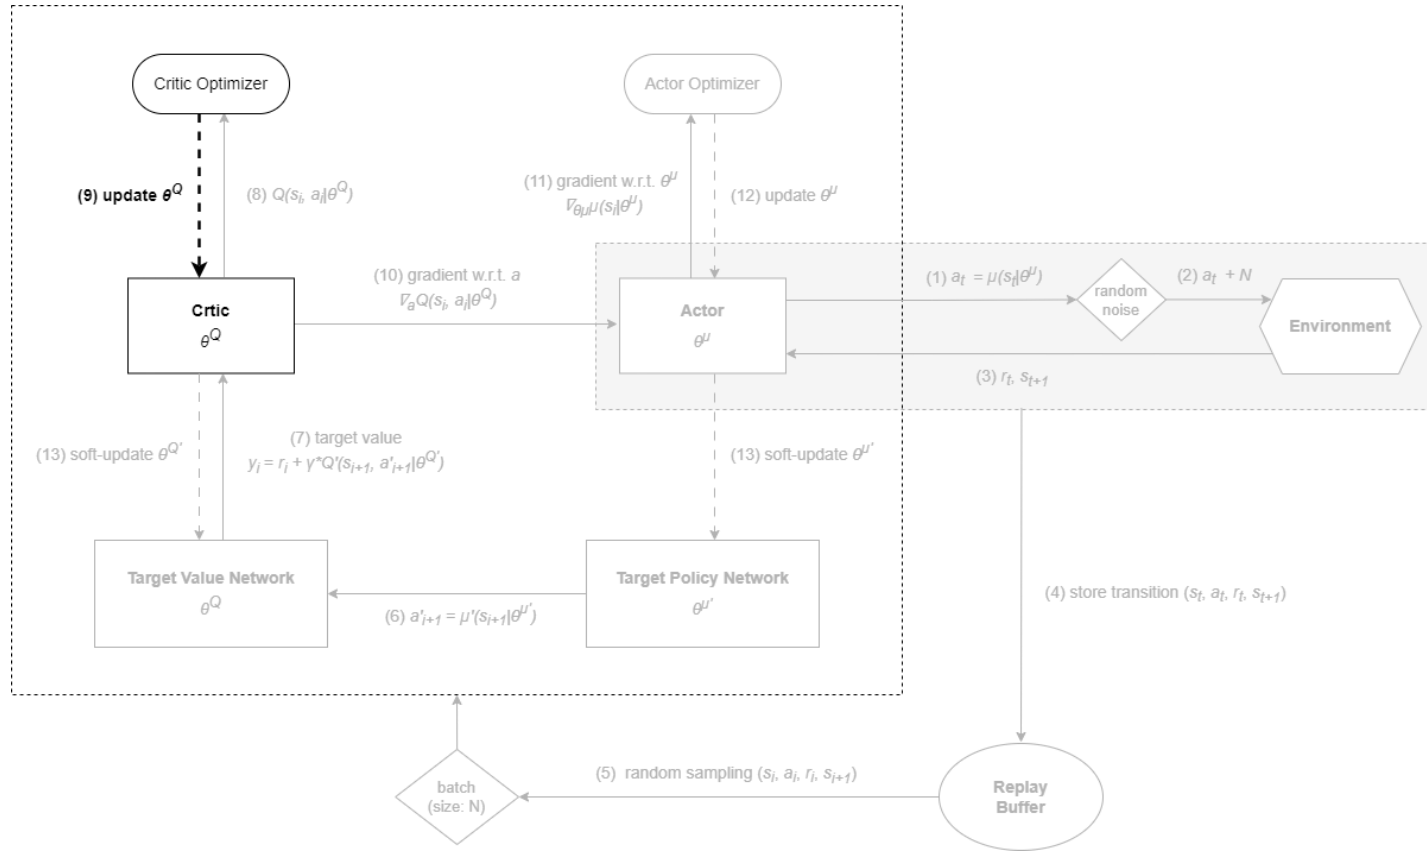 Critic Optimizer
Actor Optimizer
(9) update θ^Q
(8) Q(s_i, a_i|θ^Q)
(11) gradient w.r.t. θ^μ
∇_θμ μ(s_i|θ^μ)
(12) update θ^μ
(10) gradient w.r.t. a
∇_a Q(s_i, a_i|θ^Q)
Crtic
θ^Q
Actor
θ^μ
(1) a_t = μ(s_t|θ^μ)
random
noise
(2) a_t + N
Environment
(3) r_t, s_t+1
(13) soft-update θ^Q'
(7) target value
y_i = r_i + γ*Q'(s_i+1, a'_i+1|θ^Q')
(13) soft-update θ^μ'
Target Value Network
θ^Q
(6) a'_i+1 = μ'(s_i+1|θ^μ')
Target Policy Network
θ^μ'
(4) store transition (s_t, a_t, r_t, s_t+1)
batch
(size: N)
(5) random sampling (s_i, a_i, r_i, s_i+1)
Replay
Buffer